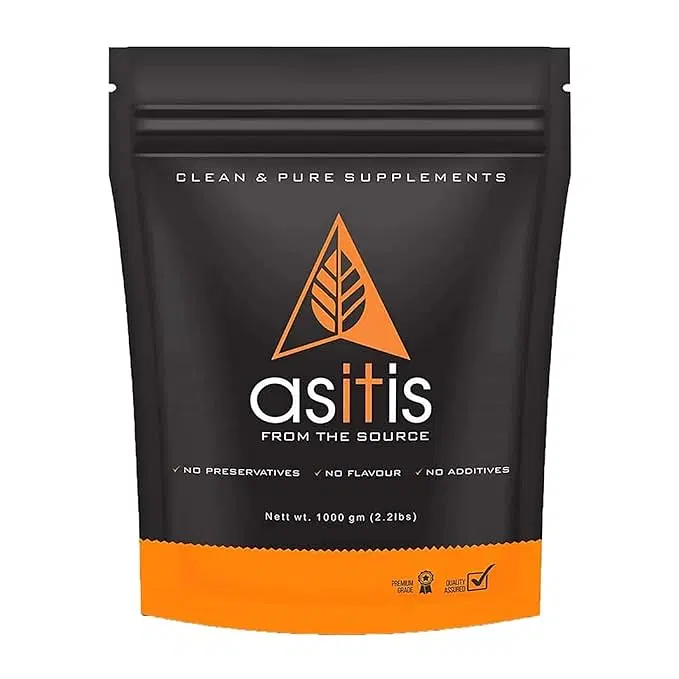 CLEAN & PURE SUPPLEMENTS
asitis
FROM THE SOURCE
✓ NO PRESERVATIVES ✓ NO FLAVOUR ✓ NO ADDITIVES
Nett wt. 1000 gm (2.2lbs)
PREMIUM GRADE
QUALITY ASSURED